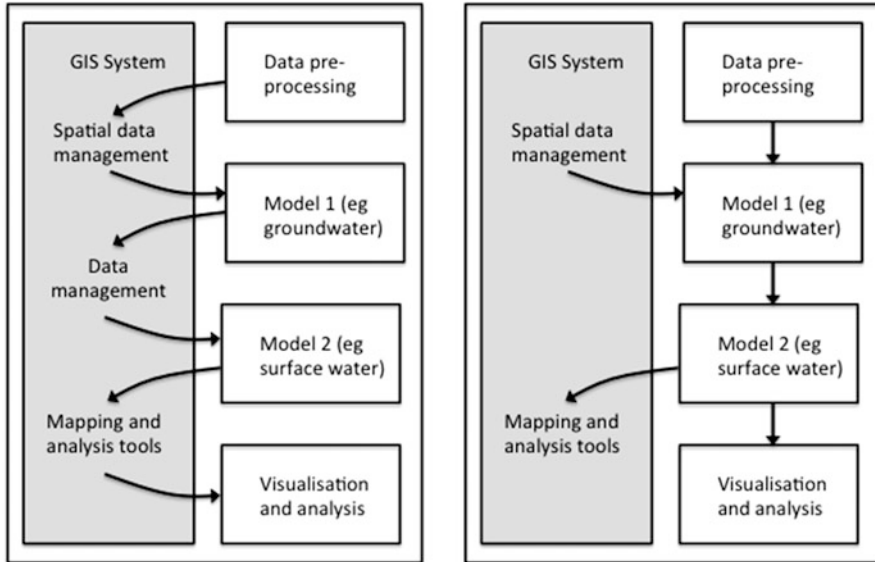 GIS System
Data pre-
processing
Spatial data
management
Model 1 (eg
groundwater)
Data
management
Model 2 (eg
surface water)
Mapping and
analysis tools
Visualisation
and analysis
GIS System
Data pre-
processing
Spatial data
management
Model 1 (eg
groundwater)
Model 2 (eg
surface water)
Mapping and
analysis tools
Visualisation
and analysis